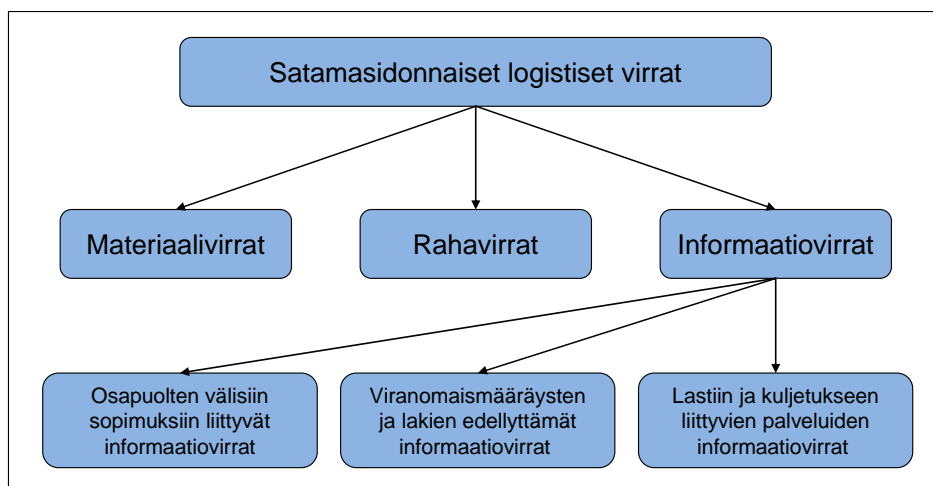 Satamasidonnaiset logistiset virrat
Materiaalivirrat
Rahavirrat
Informaatiovirrat
Osapuolten välisiin
sopimuksiin liittyvät
informaatiovirrat
Viranomaismääräysten
ja lakien edellyttämät
informaatiovirrat
Lastiin ja kuljetukseen
liittyvien palveluiden
informaatiovirrat